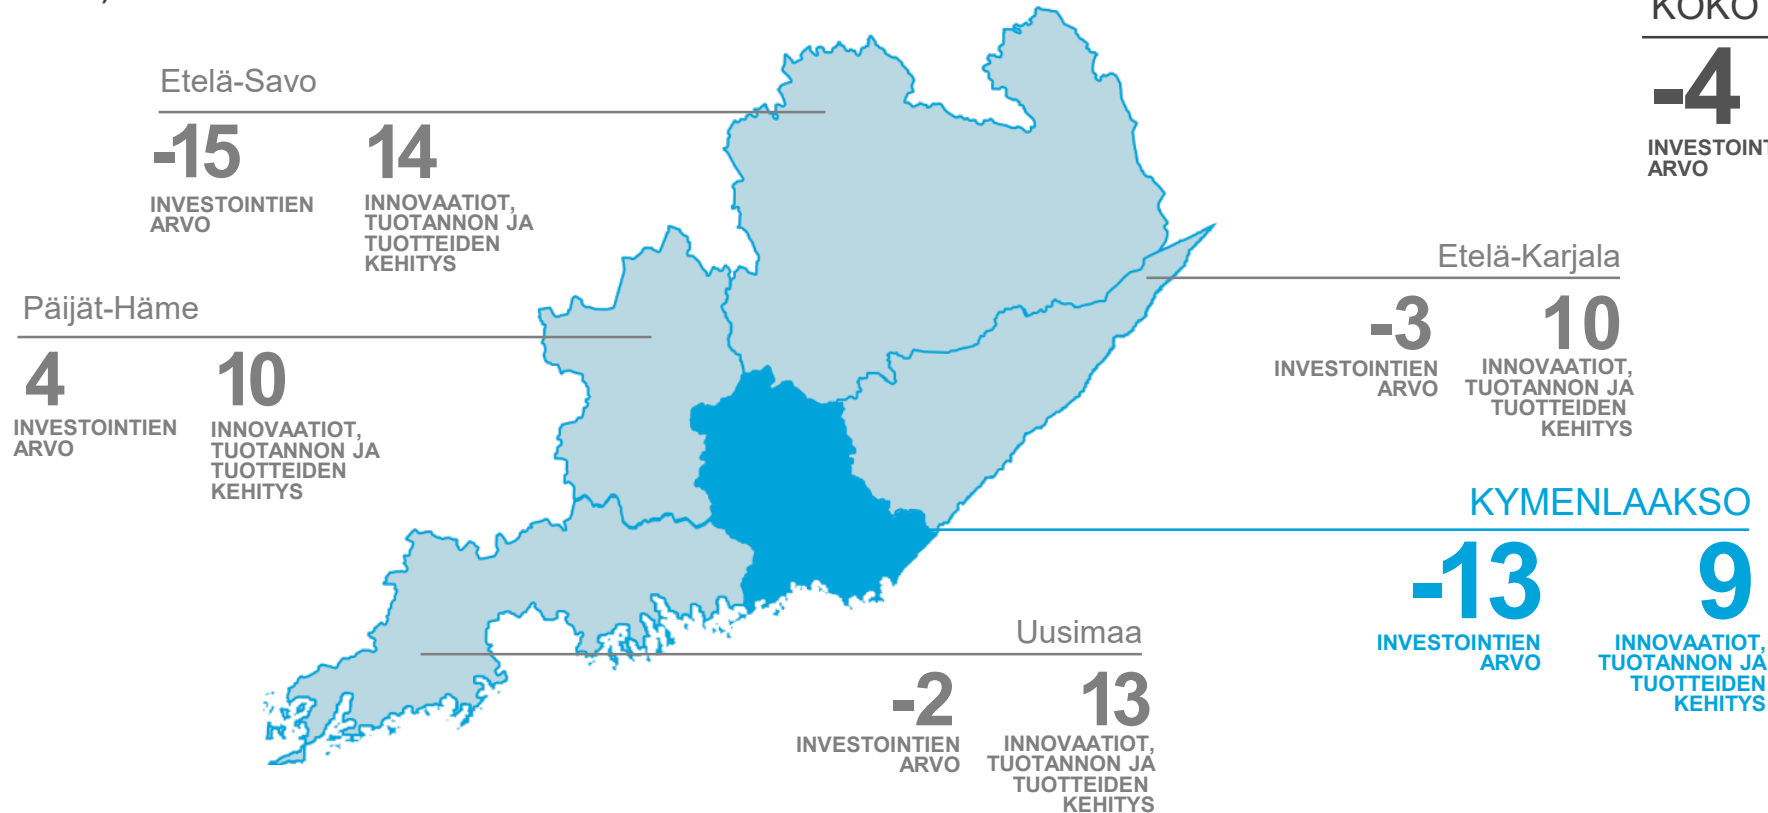 KOKO
-4
ARVO
Etelä-Savo
-15
INVESTOINTIEN
ARVO
14
INNOVAATIOT,
TUOTANNON JA
TUOTTEIDEN
KEHITYS
Etelä-Karjala
-3
INVESTOINTIEN
ARVO
10
INNOVAATIOT,
TUOTANNON JA
TUOTTEIDEN
KEHITYS
Päijät-Häme
4
INVESTOINTIEN
ARVO
10
INNOVAATIOT,
TUOTANNON JA
TUOTTEIDEN
KEHITYS
KYMENLAAKSO
-13
INVESTOINTIEN
ARVO
9
INNOVAATIOT,
TUOTANNON JA
TUOTTEIDEN
KEHITYS
Uusimaa
-2
INVESTOINTIEN
ARVO
13
INNOVAATIOT,
TUOTANNON JA
TUOTTEIDEN
KEHITYS